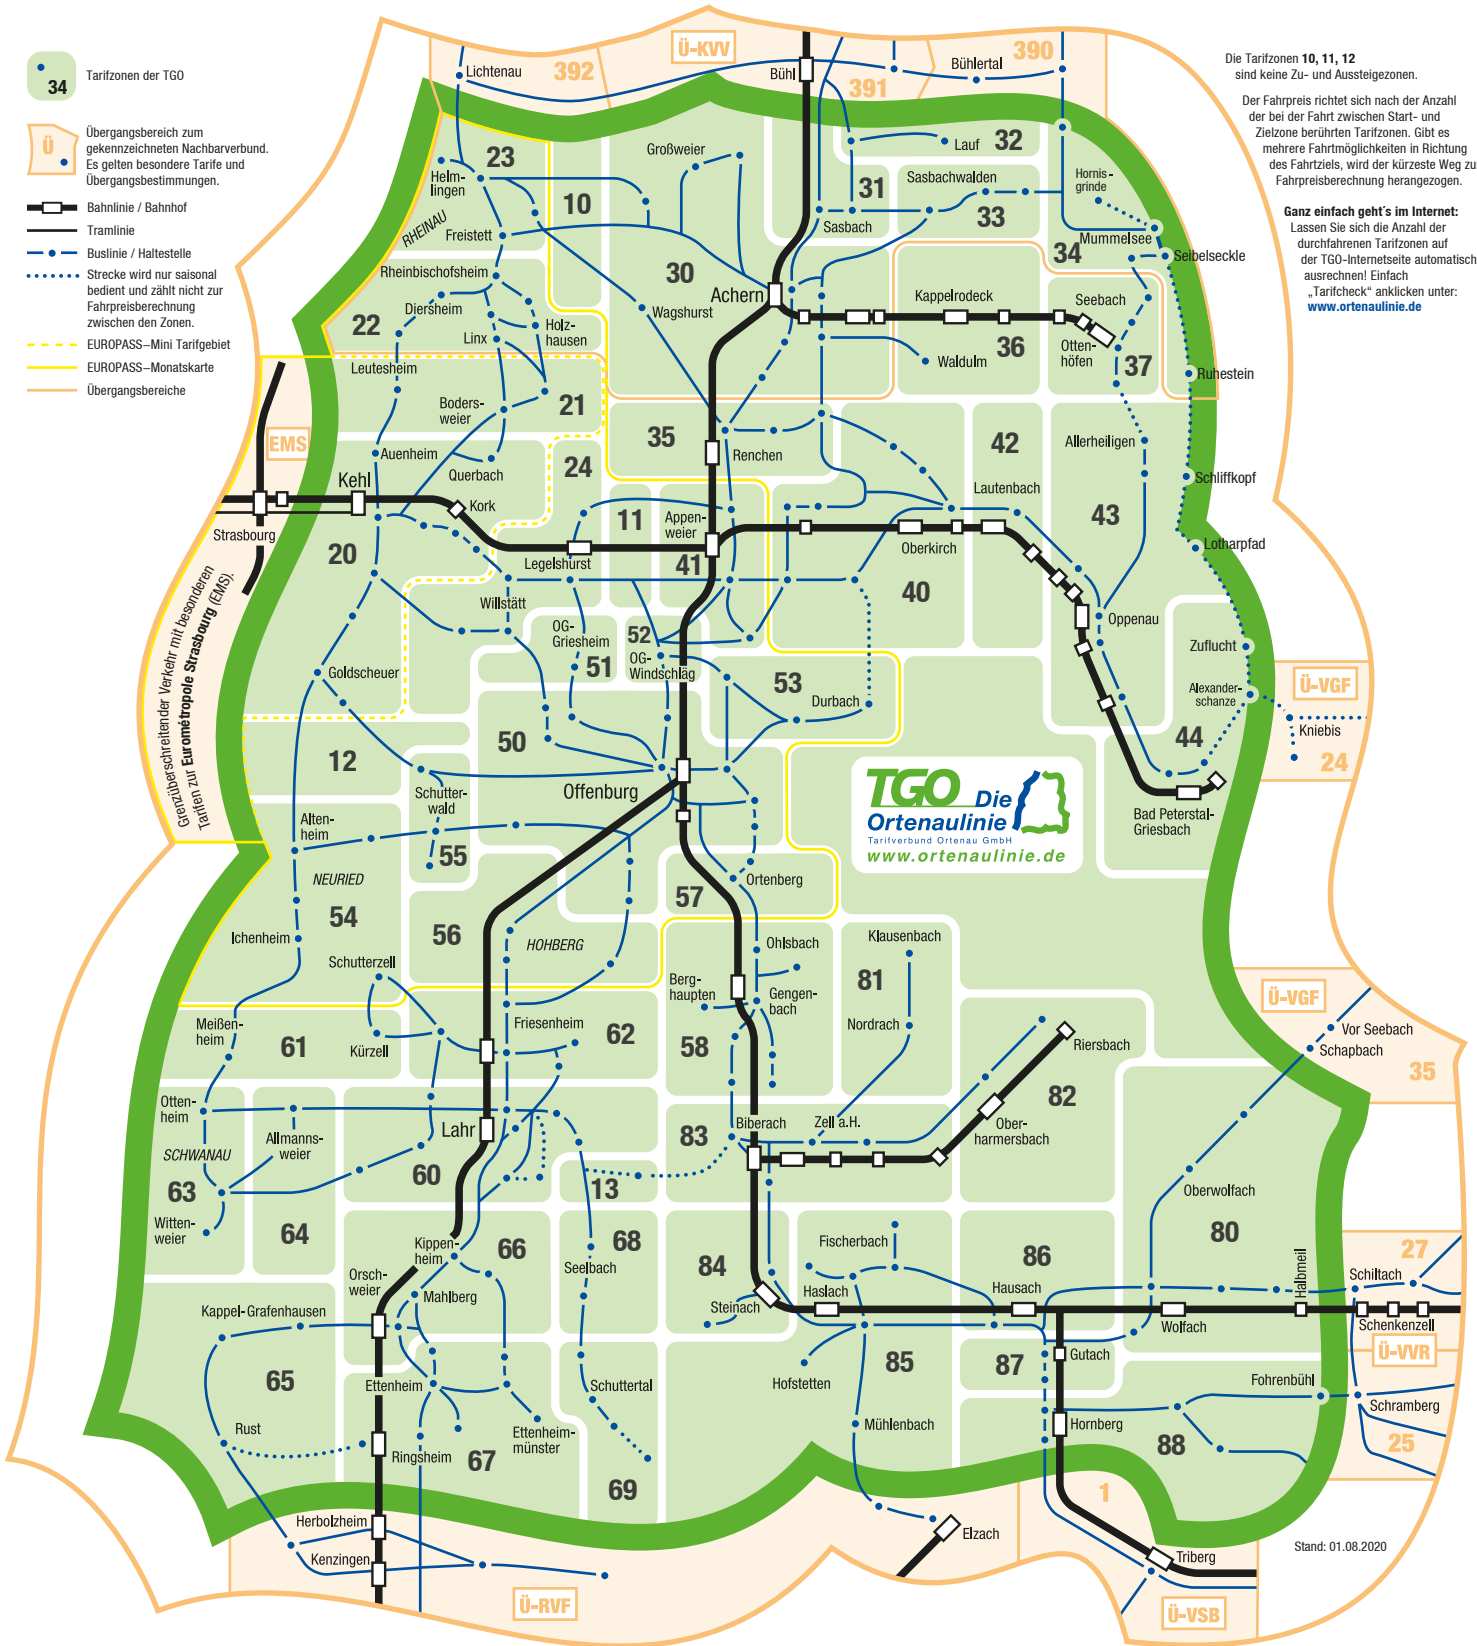 34
Tarifzonen der TGO
Ü
Übergangsbereich zum
gekennzeichneten Nachbarverbund.
Es gelten besondere Tarife und
Übergangsbestimmungen.
Bahnlinie / Bahnhof
Tramlinie
Buslinie / Haltestelle
Strecke wird nur saisonal
bedient und zählt nicht zur
Fahrpreisberechnung
zwischen den Zonen.
EUROPASS–Mini Tarifgebiet
EUROPASS–Monatskarte
Übergangsbereiche
Die Tarifzonen 10, 11, 12
sind keine Zu- und Aussteigezonen.
Der Fahrpreis richtet sich nach der Anzahl
der bei der Fahrt zwischen Start- und
Zielzone berührten Tarifzonen. Gibt es
mehrere Fahrtmöglichkeiten in Richtung
des Fahrtziels, wird der kürzeste Weg zu
Fahrpreisberechnung herangezogen.
Ganz einfach geht´s im Internet:
Lassen Sie sich die Anzahl der
durchfahrenen Tarifzonen auf
der TGO-Internetseite automatisch
ausrechnen! Einfach
„Tarifcheck“ anklicken unter:
www.ortenaulinie.de
Lichtenau
392
Ü-KVV
Bühl
391
Bühlertal
390
23
Helm-
lingen
RHEINAU
Freistett
10
Großweier
30
Lauf
32
31
Sasbach
Sasbachwalden
33
Hornis-
grinde
Mummelsee
34
Seibelseckle
Rheinbischofsheim
Diersheim
22
Linx
Holz-
hausen
Wagshurst
Achern
Kappelrodeck
Seebach
Waldulm
36
Otten-
höfen
37
Ruhestein
Leutesheim
Boders-
weier
21
35
Renchen
42
Allerheiligen
EMS
Auenheim
Querbach
24
Kehl
Kork
Strasbourg
20
11
Appen-
weier
Legelshurst
41
Oberkirch
Lautenbach
43
Schliffkopf
Lotharpfad
40
Willstätt
OG-
Griesheim
51
52
OG-
Windschläg
53
Durbach
Oppenau
Zuflucht
Alexander-
schanze
Ü-VGF
Kniebis
24
44
Bad Peterstal-
Griesbach
Grenzüberschreitender Verkehr mit besonderen
Tarifen zur Eurométropole Strasbourg (EMS).
Goldscheuer
12
50
Schutter-
wald
Offenburg
55
Alten-
heim
NEURIED
54
Ichenheim
TGO Die
Ortenaulinie
Tarifverbund Ortenau GmbH
www.ortenaulinie.de
Ortenberg
57
56
HOHBERG
Schutterzell
Kürzell
Meißen-
heim
61
Friesenheim
62
Ohlsbach
Berg-
haupten
Gengen-
bach
58
Klausenbach
81
Nordrach
Riersbach
82
Ober-
harmersbach
Ü-VGF
Vor Seebach
Schapbach
35
Otten-
heim
Allmanns-
weier
SCHWANAU
63
Witten-
weier
64
Lahr
60
13
83
Biberach
Zell a.H.
Oberwolfach
80
Kippen-
heim
66
68
Seelbach
84
Steinach
Fischerbach
Haslach
86
Hausach
Wolfach
Halbmeil
27
Schiltach
Schenkenzell
Ü-VVR
Orsch-
weier
Mahlberg
Kappel-Grafenhausen
65
Ettenheim
Rust
Ringsheim
Ettenheim-
münster
67
Schuttertal
69
Hofstetten
85
Mühlenbach
87
Gutach
Hornberg
88
Fohrenbühl
Schramberg
25
Herbolzheim
Kenzingen
Ü-RVF
Elzach
1
Triberg
Ü-VSB
Stand: 01.08.2020